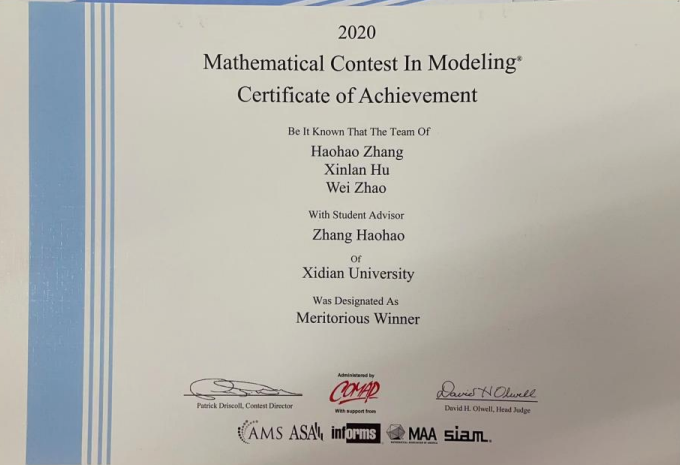 2020
Mathematical Contest In Modeling®
Certificate of Achievement
Be It Known That The Team Of
Haohao Zhang
Xinlan Hu
Wei Zhao
With Student Advisor
Zhang Haohao
Of
Xidian University
Was Designated As
Meritorious Winner
Administered by
COMAP
With support from
David H Olwell
Patrick Driscoll, Contest Director
David H. Olwell, Head Judge
AMS ASA informs MAA siam.